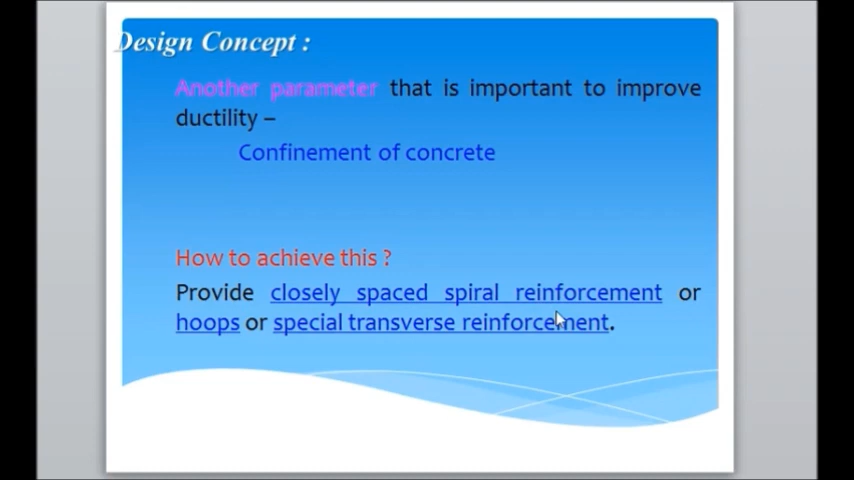 Design Concept :
Another parameter that is important to improve
ductility –
Confinement of concrete
How to achieve this ?
Provide closely spaced spiral reinforcement or
hoops or special transverse reinforcement.